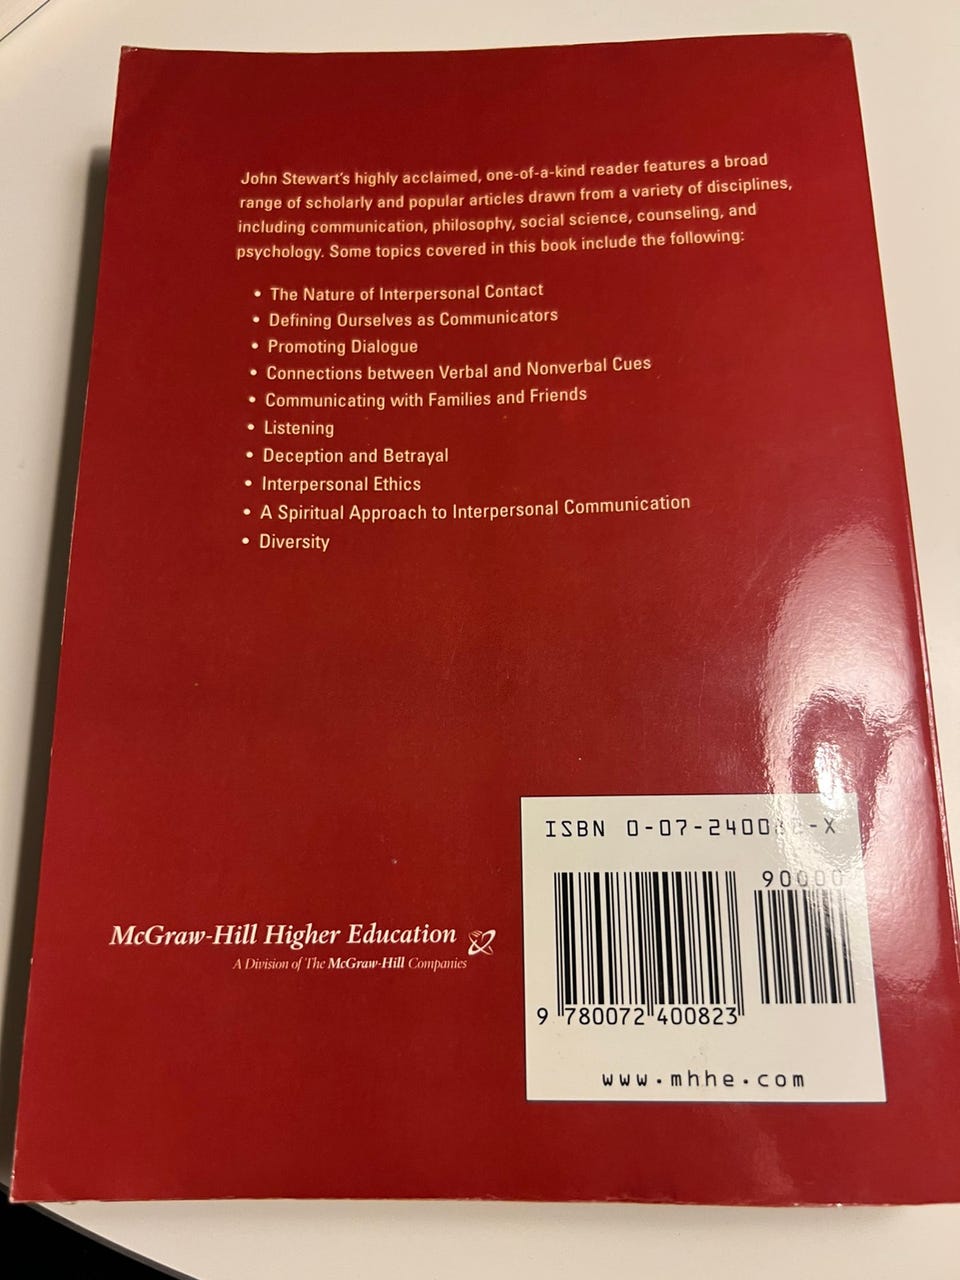 John Stewart's highly acclaimed, one-of-a-kind reader features a broad
range of scholarly and popular articles drawn from a variety of disciplines,
including communication, philosophy, social science, counseling, and
psychology. Some topics covered in this book include the following:
• The Nature of Interpersonal Contact
• Defining Ourselves as Communicators
• Promoting Dialogue
• Connections between Verbal and Nonverbal Cues
• Communicating with Families and Friends
• Listening
• Deception and Betrayal
• Interpersonal Ethics
• A Spiritual Approach to Interpersonal Communication
• Diversity
McGraw-Hill Higher Education
A Division of The McGraw-Hill Companies
ISBN
90000
9 780072 400823
www.mhhe.com